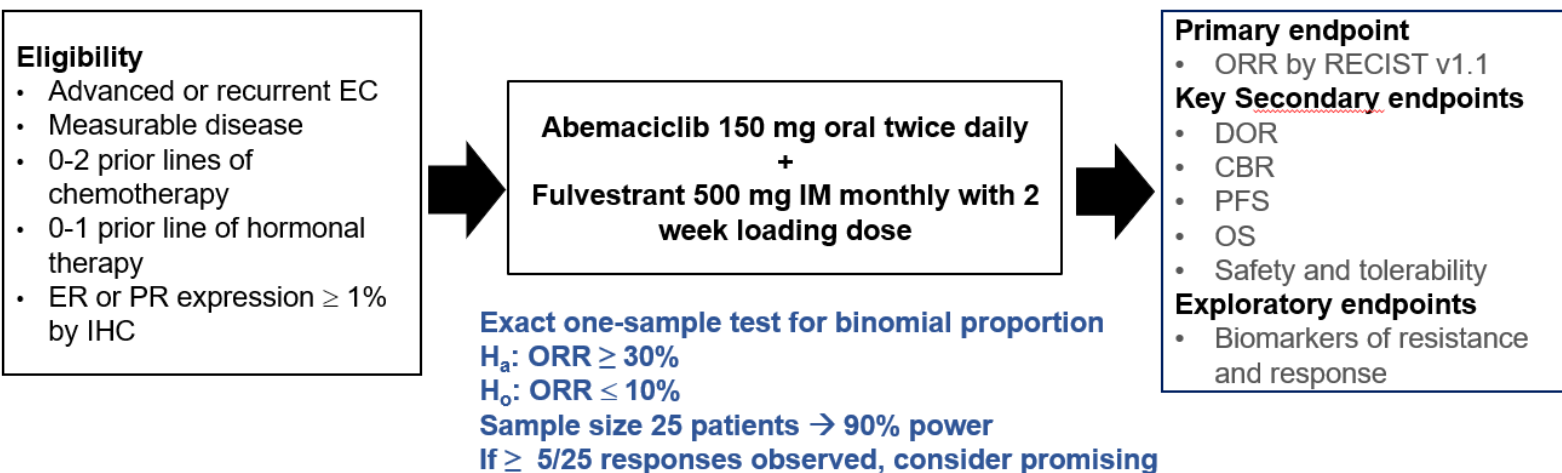 Eligibility
• Advanced or recurrent EC
• Measurable disease
• 0-2 prior lines of
chemotherapy
• 0-1 prior line of hormonal
therapy
• ER or PR expression ≥ 1%
by IHC
Abemaciclib 150 mg oral twice daily
+
Fulvestrant 500 mg IM monthly with 2
week loading dose
Exact one-sample test for binomial proportion
Hₐ: ORR ≥ 30%
Hₒ: ORR ≤ 10%
Sample size 25 patients → 90% power
If ≥ 5/25 responses observed, consider promising
Primary endpoint
• ORR by RECIST v1.1
Key Secondary endpoints
• DOR
• CBR
• PFS
• OS
• Safety and tolerability
Exploratory endpoints
• Biomarkers of resistance
and response